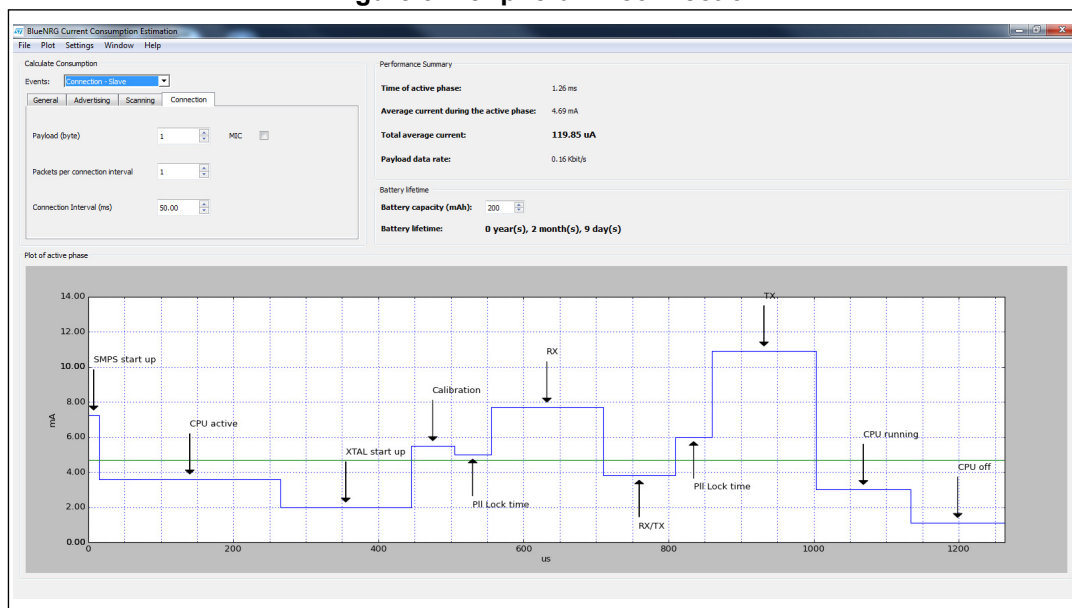 BlueNRG Current Consumption Estimation
File Plot Settings Window Help
Calculate Consumption
Events: Connection - Slave
General Advertising Scanning Connection
Payload (byte) 1 MIC
Packets per connection interval 1
Connection Interval (ms) 50.00
Performance Summary
Time of active phase: 1.26 ms
Average current during the active phase: 4.69 mA
Total average current: 119.85 uA
Payload data rate: 0.16 Kbit/s
Battery lifetime
Battery capacity (mAh): 200
Battery lifetime: 0 year(s), 2 month(s), 9 day(s)
Plot of active phase
14.00
12.00
10.00
8.00
6.00
4.00
2.00
0.00
mA
SMPS start up
CPU active
XTAL start up
Calibration
Pll Lock time
RX
RX/TX
Pll Lock time
TX
CPU running
CPU off
0 200 400 600 800 1000 1200
us